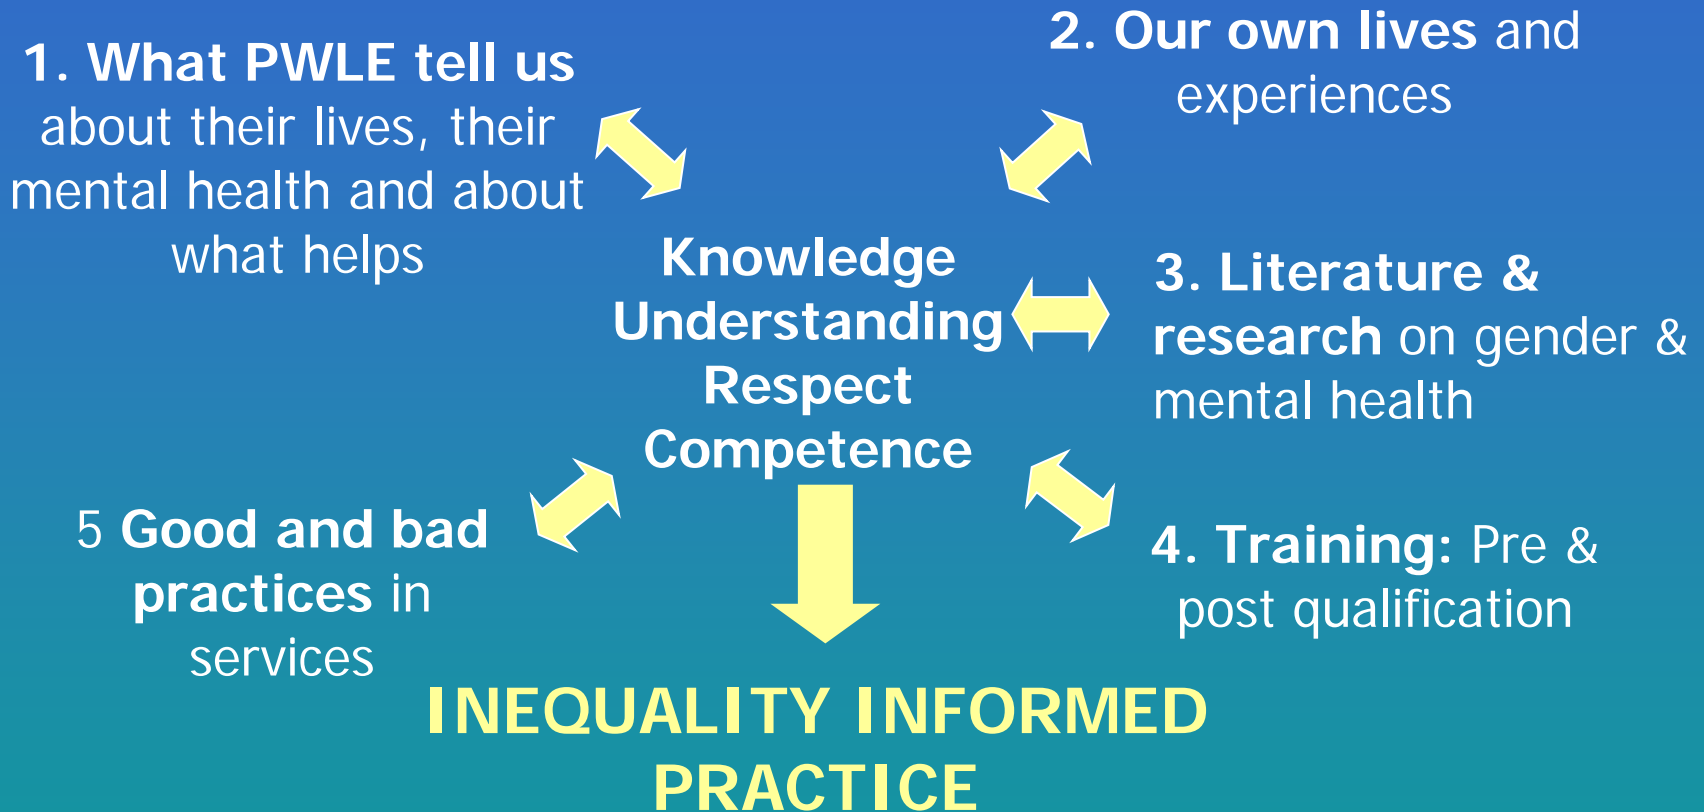 1. What PWLE tell us
about their lives, their
mental health and about
what helps
2. Our own lives and
experiences
Knowledge
Understanding
Respect
Competence
3. Literature &
research on gender &
mental health
4. Training: Pre &
post qualification
5 Good and bad
practices in
services
INEQUALITY INFORMED
PRACTICE